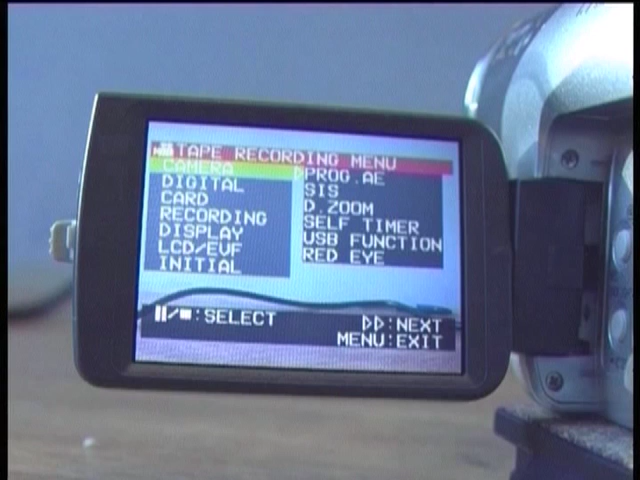 TAPE RECORDING MENU
CAMERA
DIGITAL
CARD
RECORDING
DISPLAY
LCD/EVF
INITIAL
PROG.AE
SIS
D.ZOOM
SELF TIMER
USB FUNCTION
RED EYE
:SELECT
:NEXT
MENU:EXIT